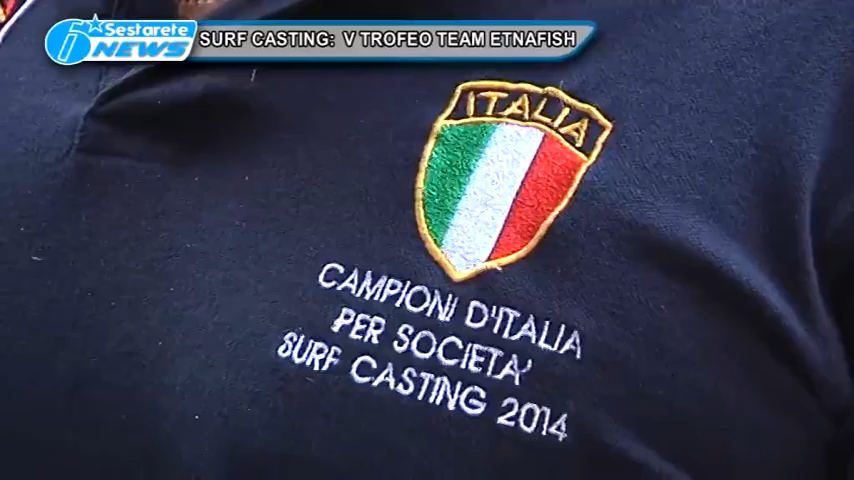 Sestarete
6 NEWS
SURF CASTING: V TROFEO TEAM ETNAFISH
ITALIA
CAMPIONI D'ITALIA
PER SOCIETA'
SURF CASTING 2014